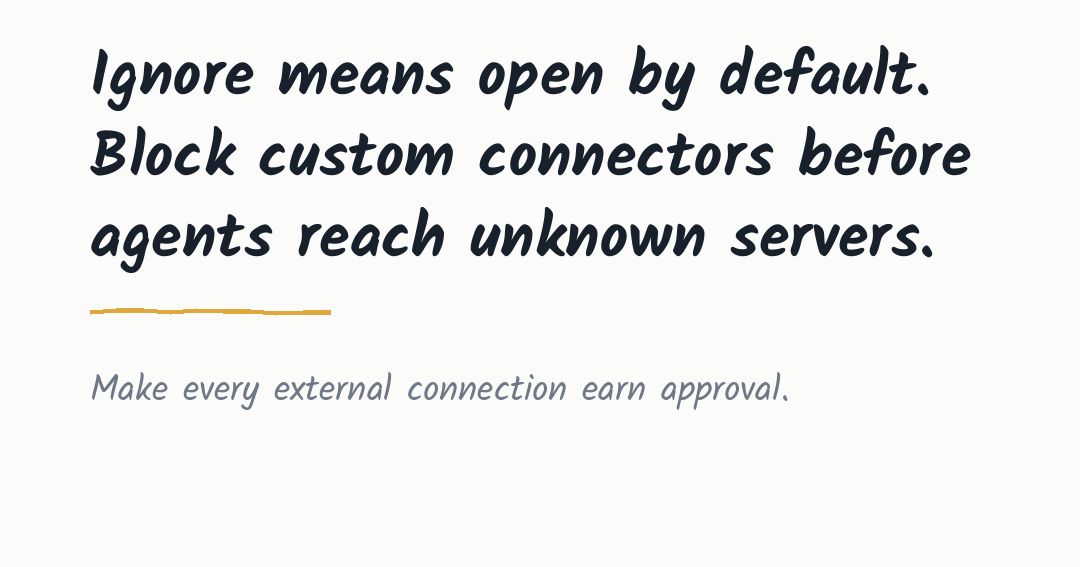 Ignore means open by default.
Block custom connectors before
agents reach unknown servers.
Make every external connection earn approval.